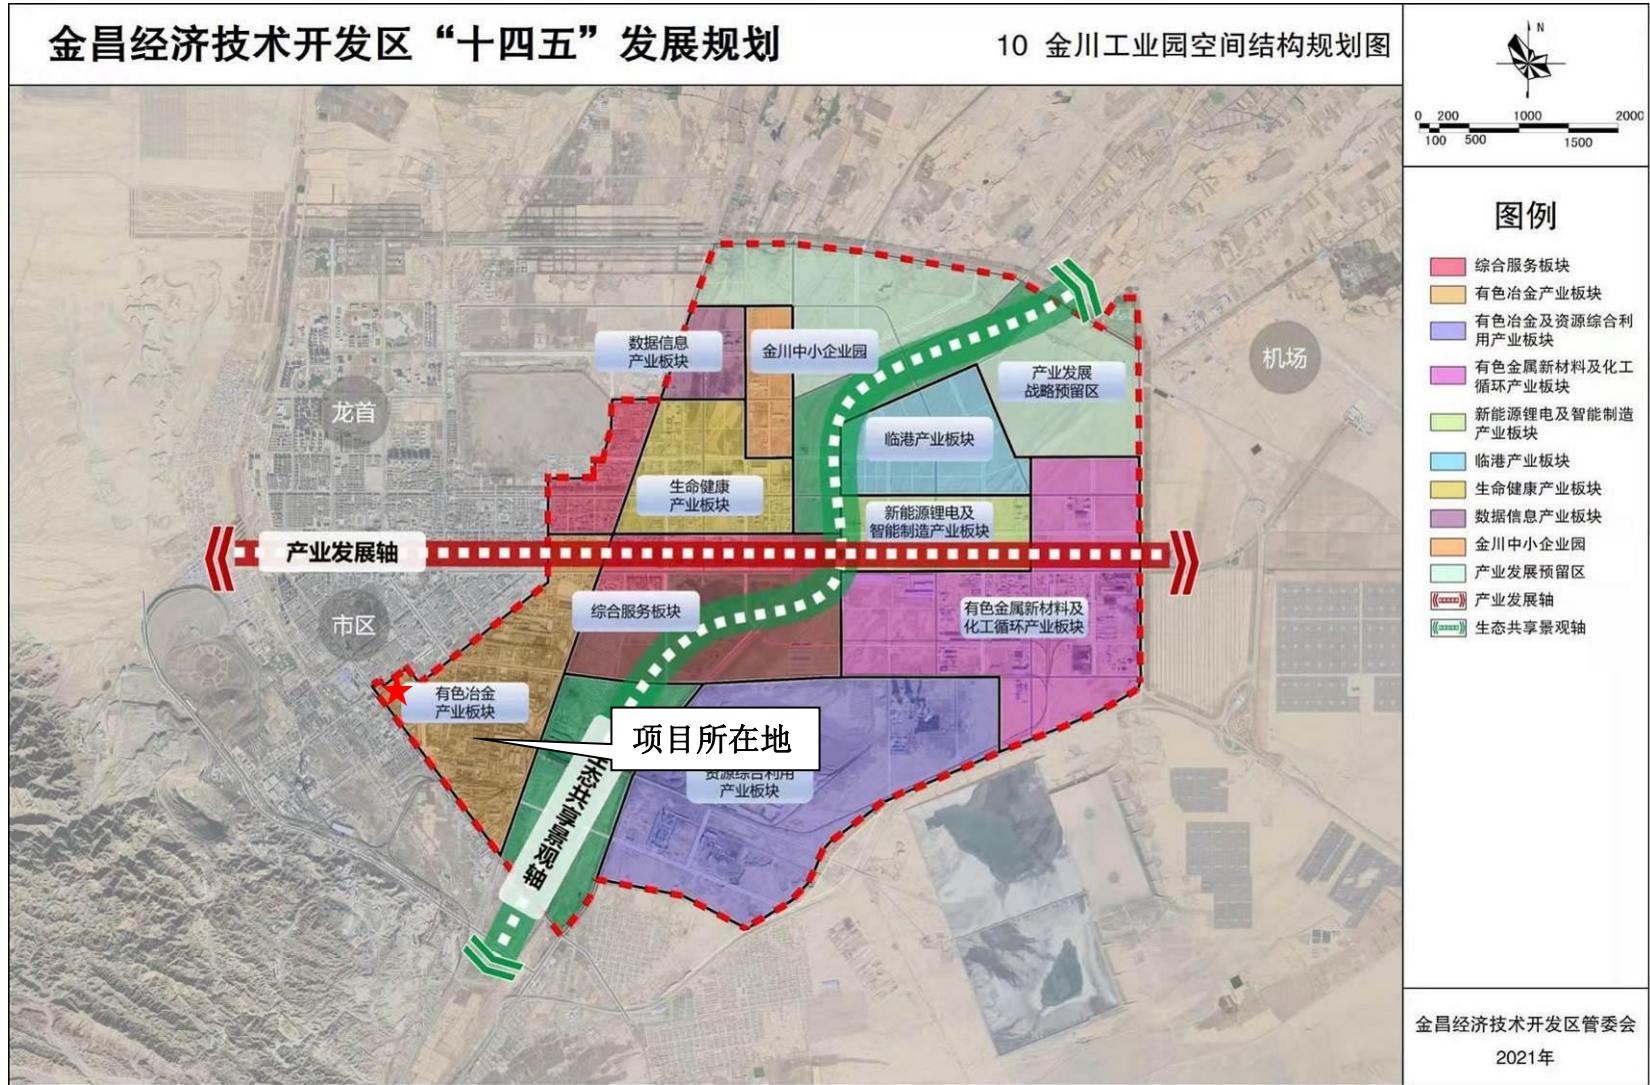 金昌经济技术开发区“十四五”发展规划
10 金川工业园空间结构规划图
N
0 200 1000 2000
100 500 1500
图例
综合服务板块
有色冶金产业板块
有色冶金及资源综合利
用产业板块
有色金属新材料及化工
循环产业板块
新能源锂电及智能制造
产业板块
临港产业板块
生命健康产业板块
数据信息产业板块
金川中小企业园
产业发展预留区
产业发展轴
生态共享景观轴
数据信息
产业板块
金川中小企业园
机场
产业发展
战略预留区
龙首
临港产业板块
生命健康
产业板块
新能源锂电及
智能制造产业板块
产业发展轴
综合服务板块
有色金属新材料及
化工循环产业板块
市区
有色冶金
产业板块
项目所在地
资源综合利用
产业板块
生态共享景观轴
金昌经济技术开发区管委会
2021年